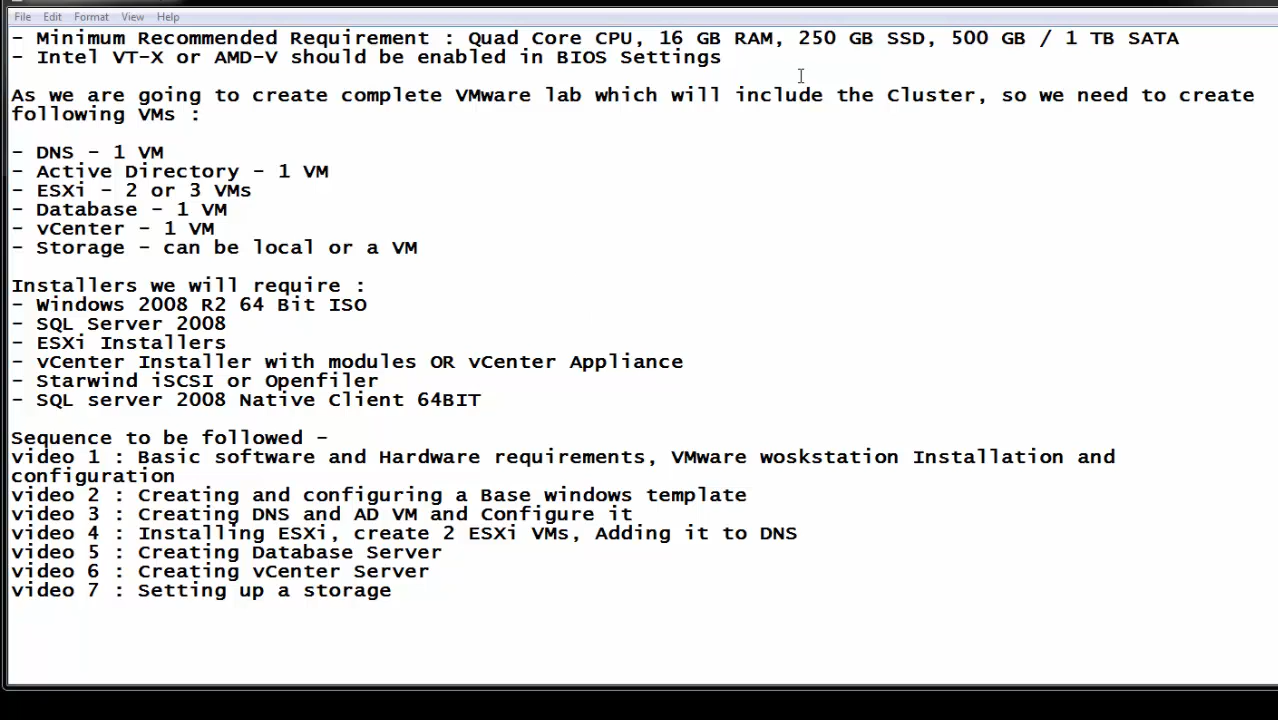 File Edit Format View Help
- Minimum Recommended Requirement : Quad Core CPU, 16 GB RAM, 250 GB SSD, 500 GB / 1 TB SATA
- Intel VT-X or AMD-V should be enabled in BIOS Settings
As we are going to create complete VMware lab which will include the Cluster, so we need to create
following VMs :
- DNS - 1 VM
- Active Directory - 1 VM
- ESXi - 2 or 3 VMs
- Database - 1 VM
- vCenter - 1 VM
- Storage - can be local or a VM
Installers we will require :
- Windows 2008 R2 64 Bit ISO
- SQL Server 2008
- ESXi Installers
- vCenter Installer with modules OR vCenter Appliance
- Starwind iSCSI or Openfiler
- SQL server 2008 Native Client 64BIT
Sequence to be followed -
video 1 : Basic software and Hardware requirements, VMware woskstation Installation and
configuration
video 2 : Creating and configuring a Base windows template
video 3 : Creating DNS and AD VM and Configure it
video 4 : Installing ESXi, create 2 ESXi VMs, Adding it to DNS
video 5 : Creating Database Server
video 6 : Creating vCenter Server
video 7 : Setting up a storage